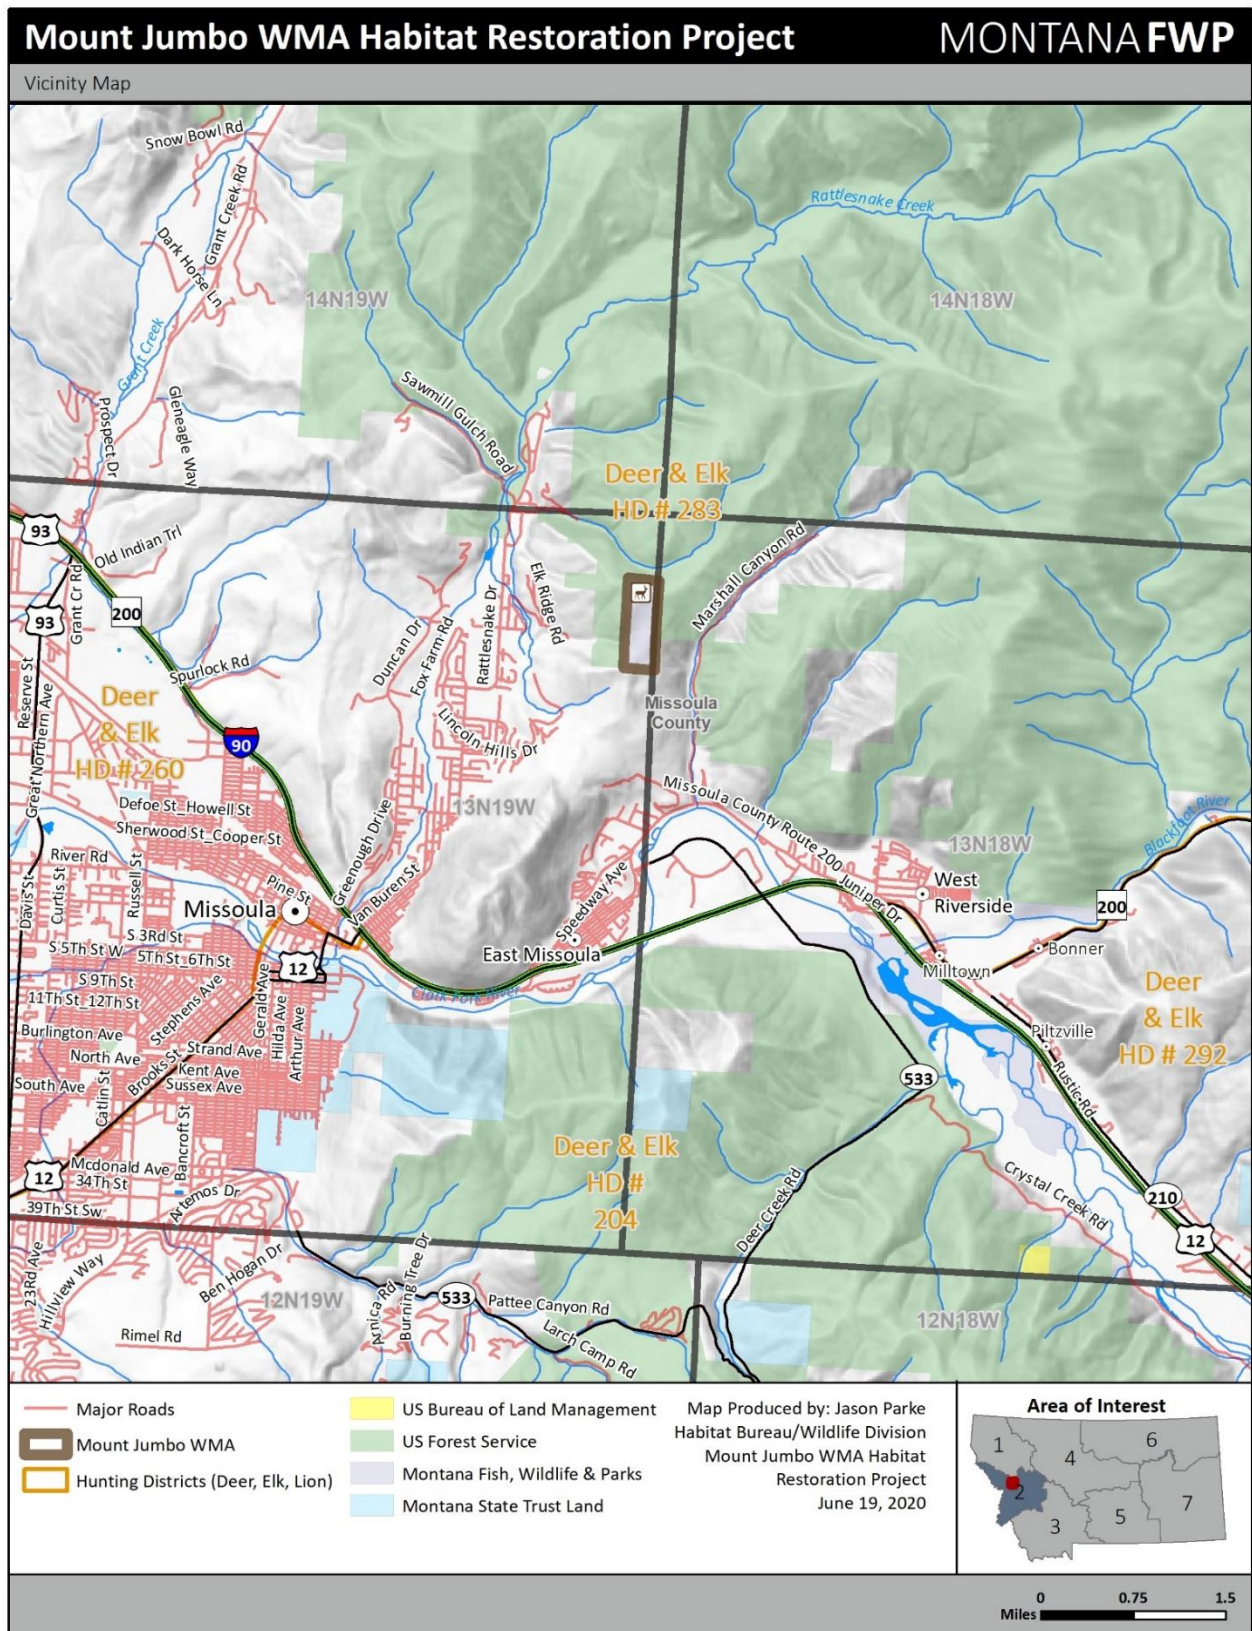 Mount Jumbo WMA Habitat Restoration Project
MONTANA FWP
Vicinity Map
Snow Bowl Rd
Grant Creek Rd
Dark Horse Ln
Rattlesnake Creek
14N19W
14N18W
Grant Creek
Sawmill Gulch Road
Prospect Dr
Gleneagle Way
Deer & Elk
HD # 283
93
Old Indian Trl
Marshall Canyon Rd
Elk Ridge Rd
Rattlesnake Dr
Grant Cr Rd
200
93
Duncan Dr
Fox Farm Rd
Spurlock Rd
Reserve St
Great Northern Ave
Deer
& Elk
HD # 260
Missoula
County
Lincoln Hills Dr
90
Missoula County Route 200
Defoe St_Howell St
13N19W
Sherwood St_Cooper St
Greenough Drive
Blackfoot River
13N18W
River Rd
Russell St
Curtis St
Davis St
Pine St
Van Buren St
Speedway Ave
Juniper Dr
West
Riverside
200
Missoula
S 3Rd St
S 5Th St W
5Th St_6Th St
East Missoula
Bonner
12
Milltown
S 9Th St
11Th St_12Th St
Stephens Ave
Gerald Ave
Hilda Ave
Arthur Ave
Clark Fork River
Deer
& Elk
HD # 292
Burlington Ave
Piltzville
North Ave
Strand Ave
Brooks St
Kent Ave
South Ave
Sussex Ave
Catlin St
533
Rustic Rd
Bancroft St
Deer & Elk
HD #
204
Mcdonald Ave
12
34Th St
Artemos Dr
39Th St Sw
Crystal Creek Rd
Deer Creek Rd
210
12
23Rd Ave
Hillview Way
Ben Hogan Dr
12N19W
Arnica Rd
Burning Tree Dr
533
Pattee Canyon Rd
Larch Camp Rd
12N18W
Rimel Rd
Major Roads
Mount Jumbo WMA
Hunting Districts (Deer, Elk, Lion)
US Bureau of Land Management
US Forest Service
Montana Fish, Wildlife & Parks
Montana State Trust Land
Map Produced by: Jason Parke
Habitat Bureau/Wildlife Division
Mount Jumbo WMA Habitat
Restoration Project
June 19, 2020
Area of Interest
1
4
6
2
3
5
7
0 0.75 1.5
Miles